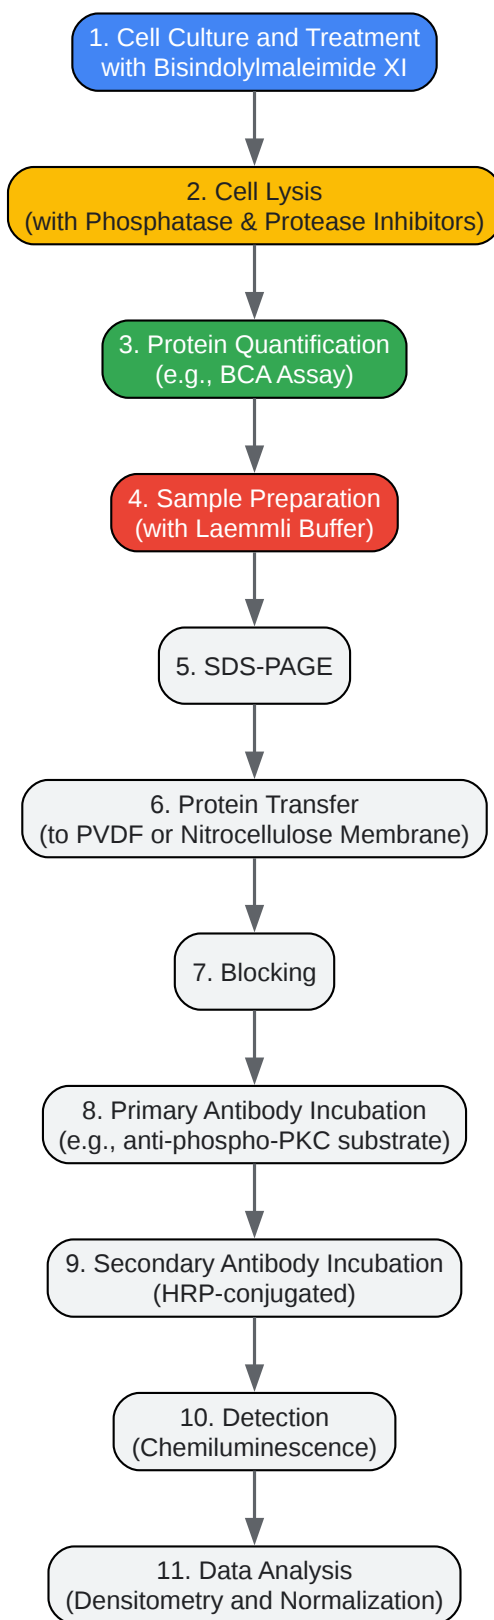 1. Cell Culture and Treatment
with Bisindolylmaleimide XI
2. Cell Lysis
(with Phosphatase & Protease Inhibitors)
3. Protein Quantification
(e.g., BCA Assay)
4. Sample Preparation
(with Laemmli Buffer)
5. SDS-PAGE
6. Protein Transfer
(to PVDF or Nitrocellulose Membrane)
7. Blocking
8. Primary Antibody Incubation
(e.g., anti-phospho-PKC substrate)
9. Secondary Antibody Incubation
(HRP-conjugated)
10. Detection
(Chemiluminescence)
11. Data Analysis
(Densitometry and Normalization)